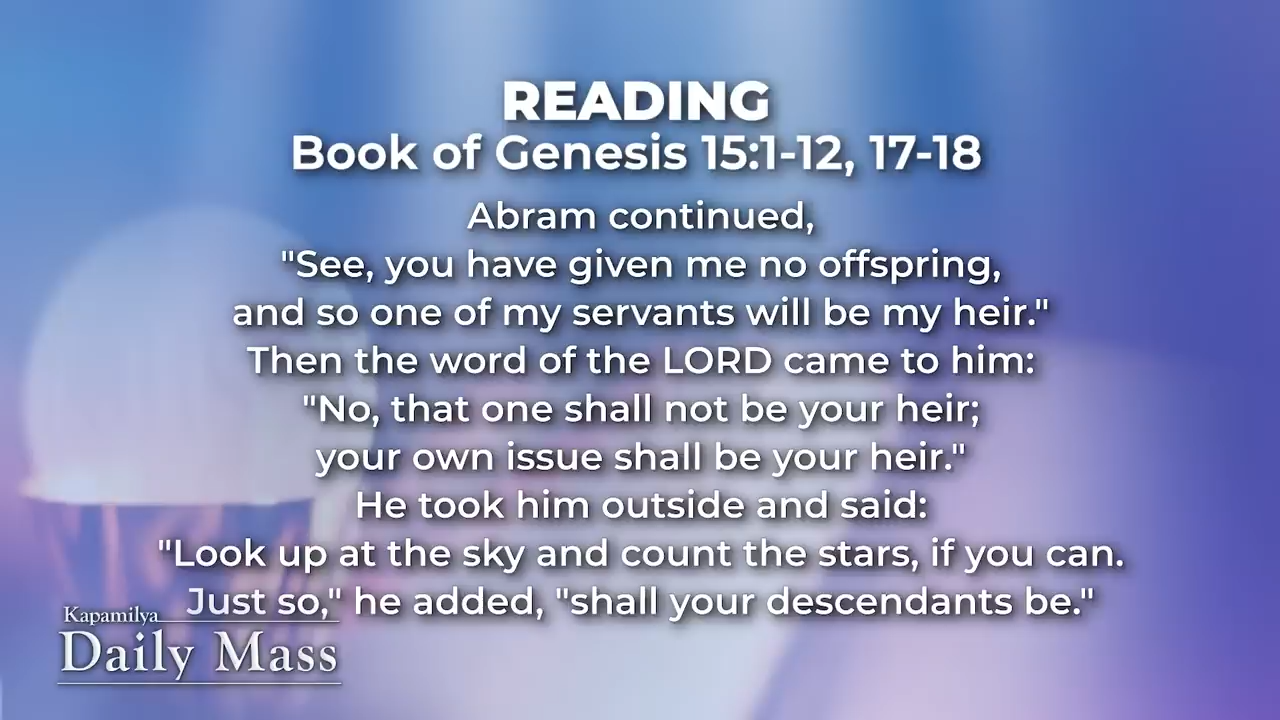 READING
Book of Genesis 15:1-12, 17-18
Abram continued,
"See, you have given me no offspring,
and so one of my servants will be my heir."
Then the word of the LORD came to him:
"No, that one shall not be your heir;
your own issue shall be your heir."
He took him outside and said:
"Look up at the sky and count the stars, if you can.
Just so," he added, "shall your descendants be."
Kapamilya
Daily Mass